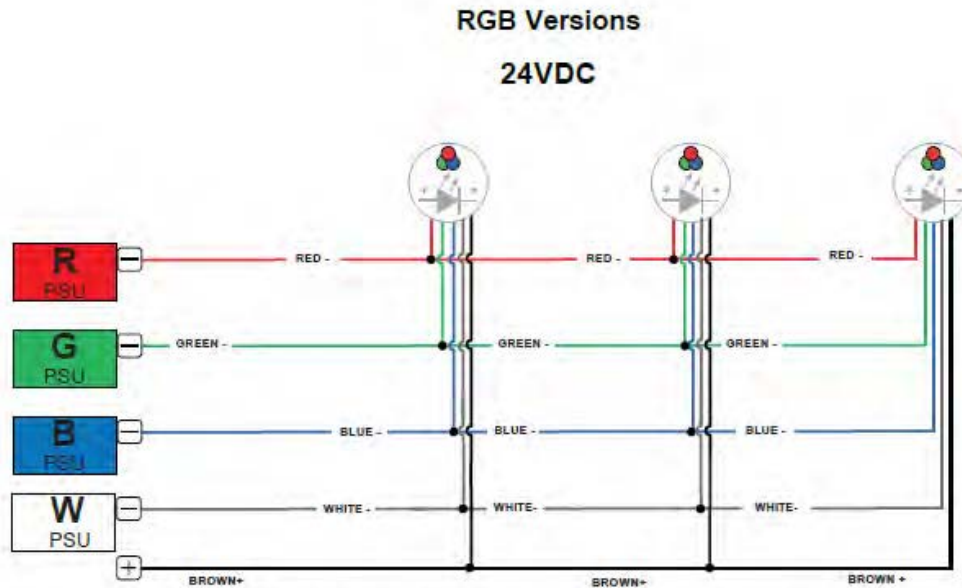 RGB Versions
24VDC
R
PSU
RED -
RED -
RED -
G
PSU
GREEN -
GREEN -
GREEN -
B
PSU
BLUE -
BLUE -
BLUE -
W
PSU
WHITE -
WHITE-
WHITE-
BROWN+
BROWN+
BROWN +